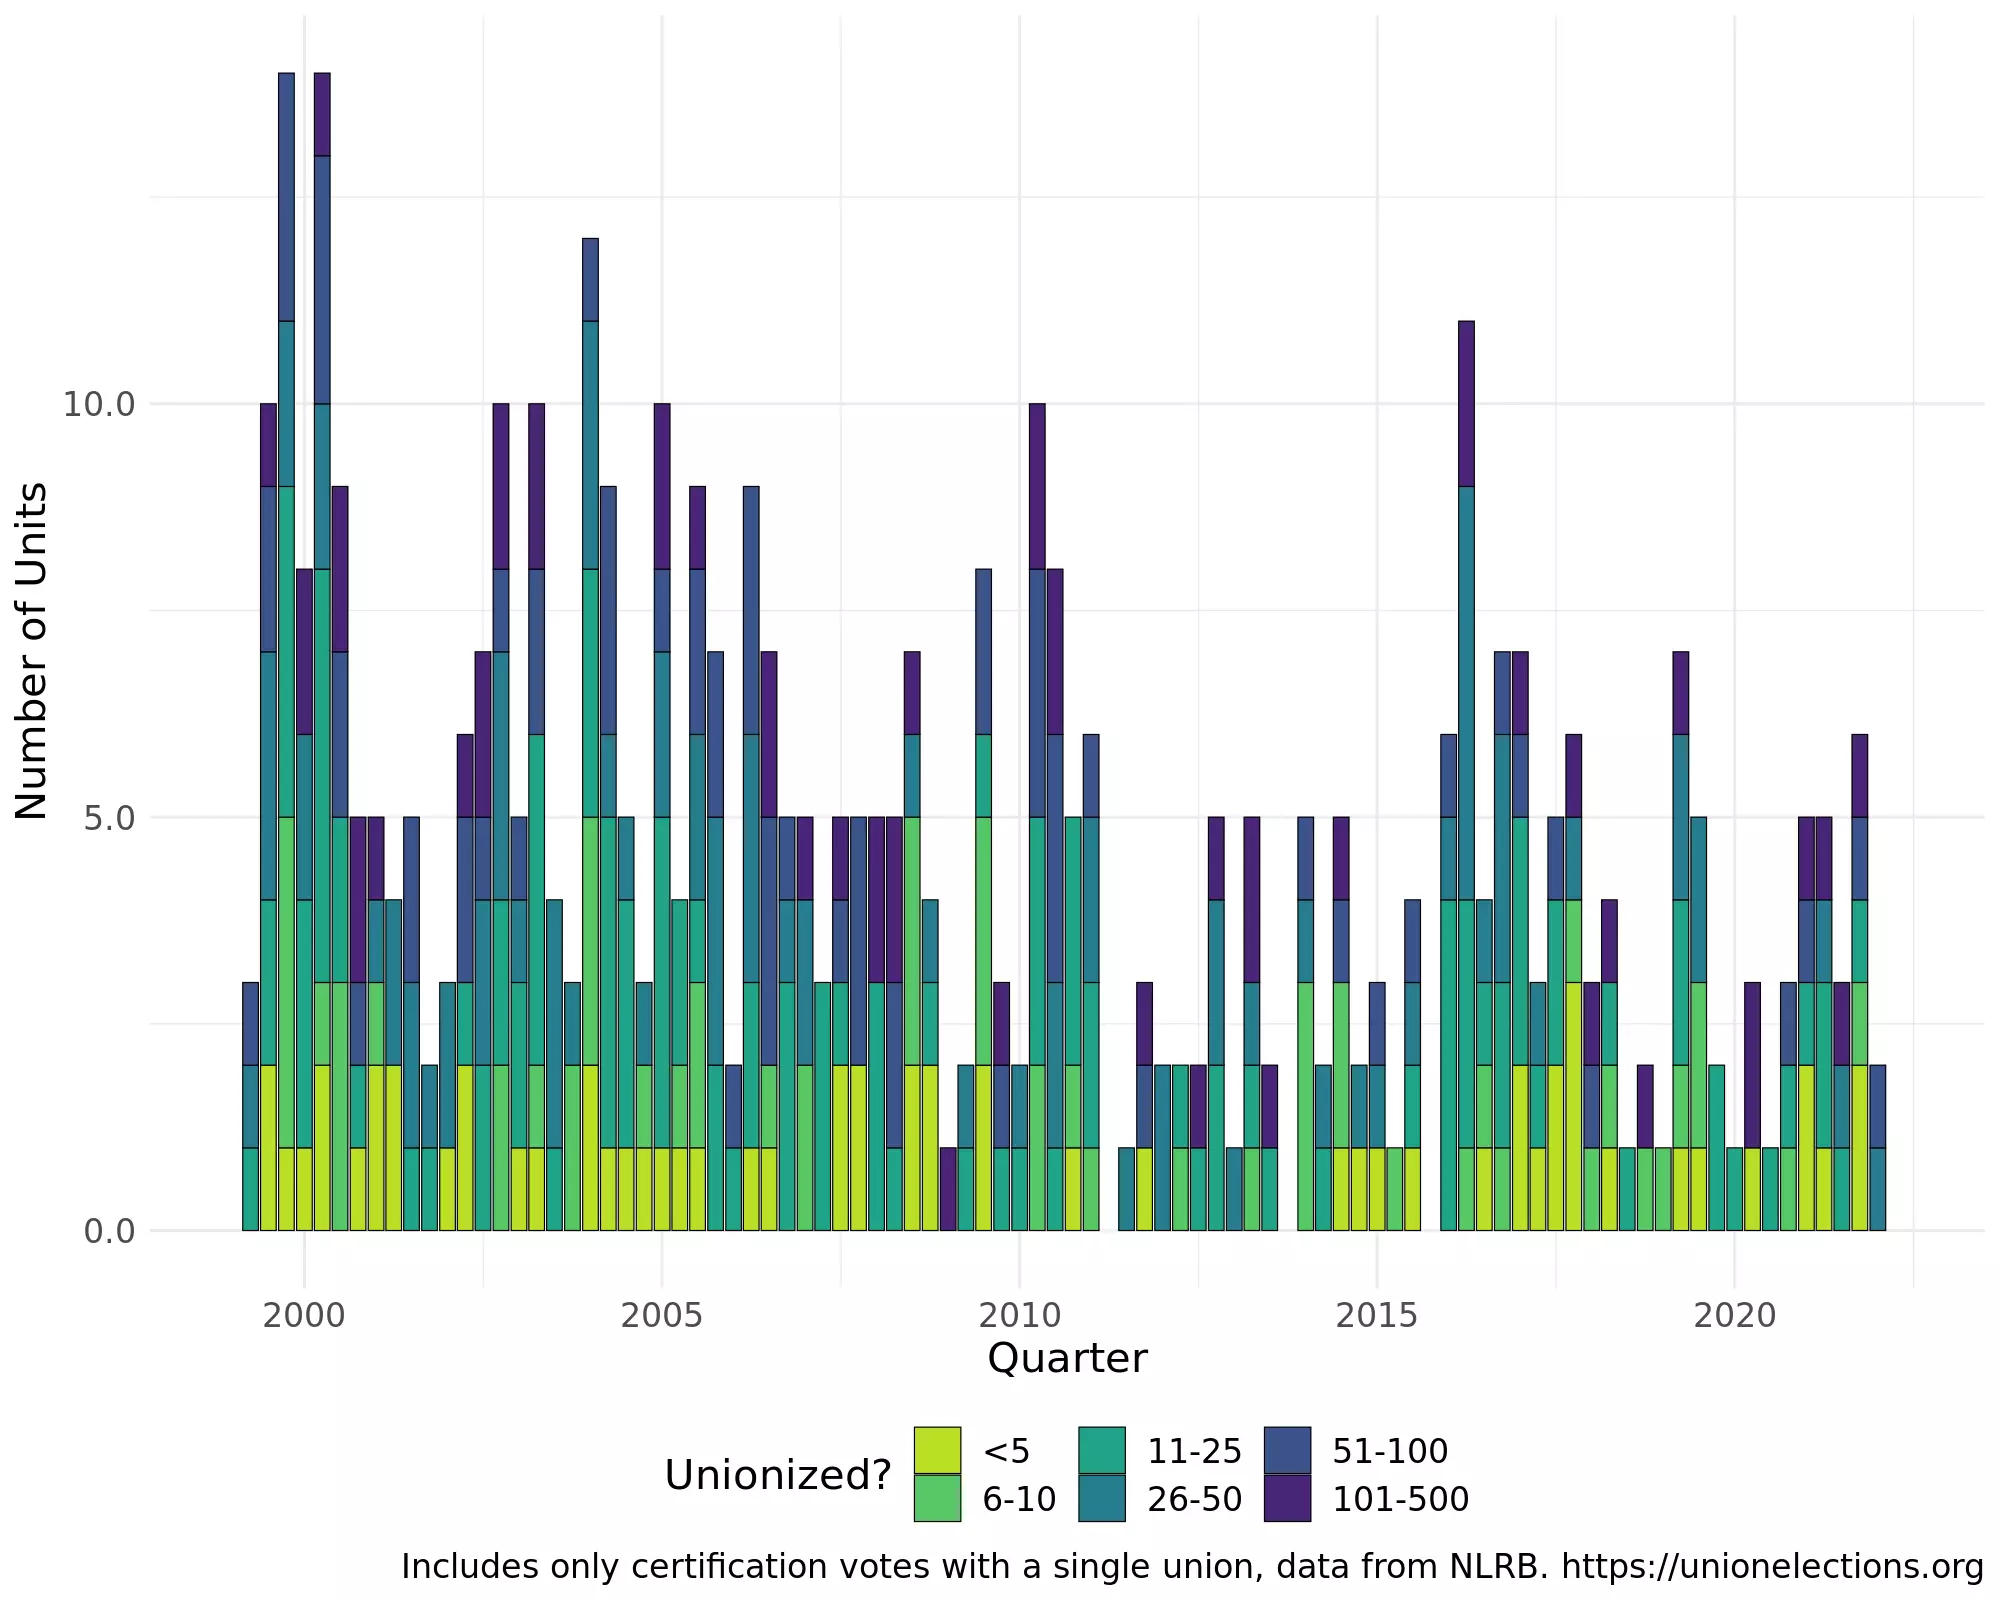 10.0
5.0
0.0
Number of Units
2000 2005 2010 2015 2020
Quarter
Unionized?
<5 11-25 51-100
6-10 26-50 101-500
Includes only certification votes with a single union, data from NLRB. https://unionelections.org